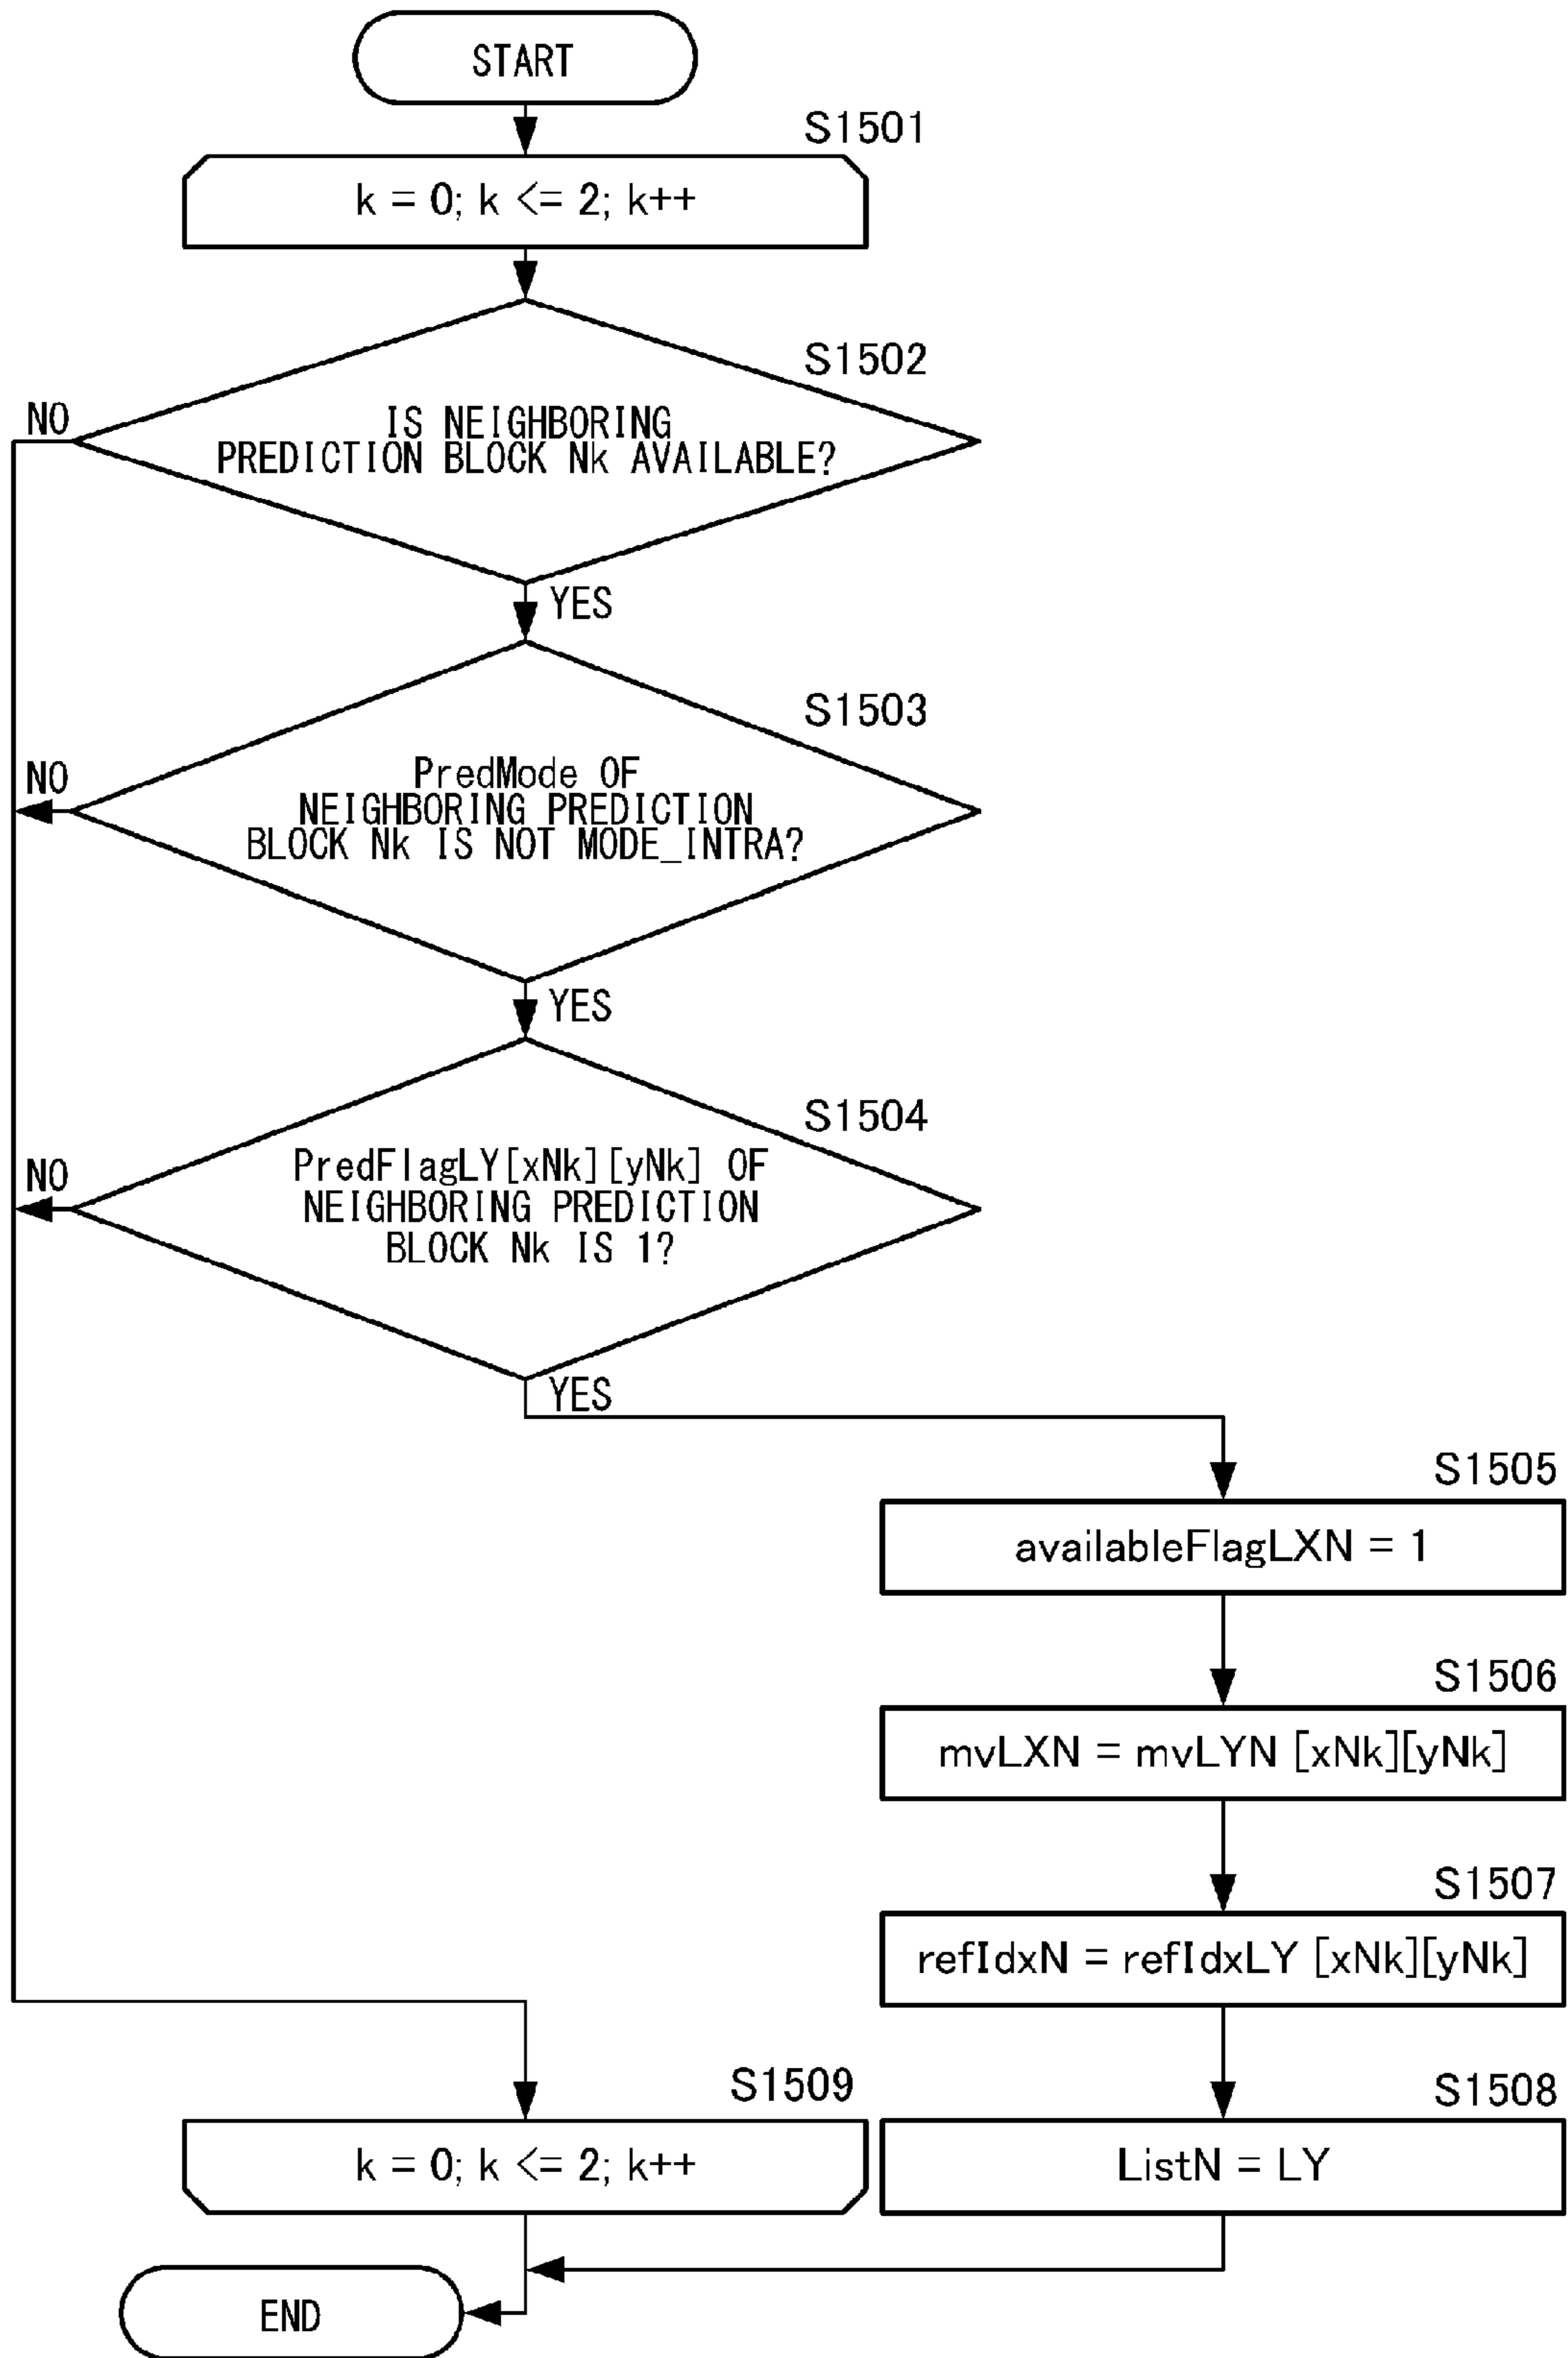 START
S1501
k = 0; k <= 2; k++
S1502
NO
IS NEIGHBORING
PREDICTION BLOCK Nk AVAILABLE?
YES
S1503
NO
PredMode OF
NEIGHBORING PREDICTION
BLOCK Nk IS NOT MODE_INTRA?
YES
S1504
NO
PredFlagLY[xNk][yNk] OF
NEIGHBORING PREDICTION
BLOCK Nk IS 1?
YES
S1505
availableFlagLXN = 1
S1506
mvLXN = mvLYN [xNk][yNk]
S1507
refIdxN = refIdxLY [xNk][yNk]
S1509
k = 0; k <= 2; k++
S1508
ListN = LY
END